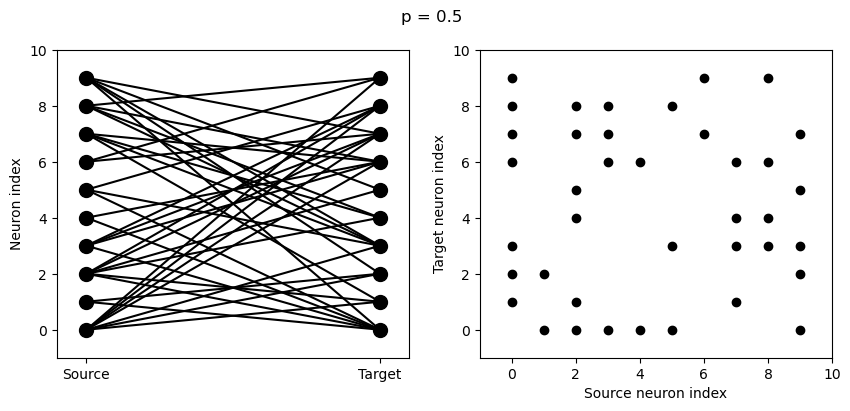 p = 0.5
Neuron index
10
8
6
4
2
0
Source Target
Target neuron index
10
8
6
4
2
0
0 2 4 6 8 10
Source neuron index